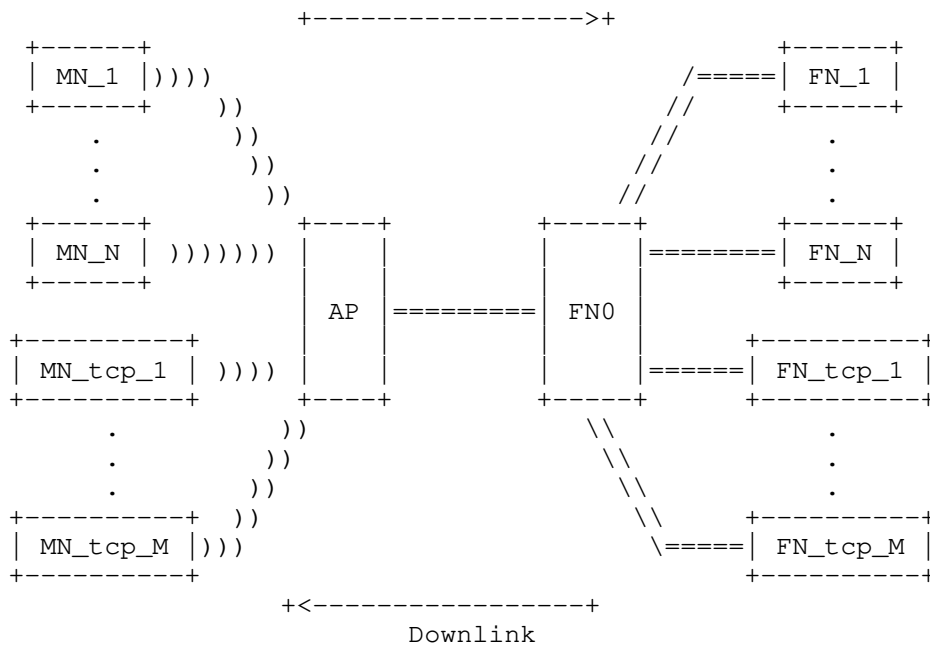 MN_1 FN_1
MN_N FN_N
AP FN0
MN_tcp_1 FN_tcp_1
MN_tcp_M FN_tcp_M
Downlink